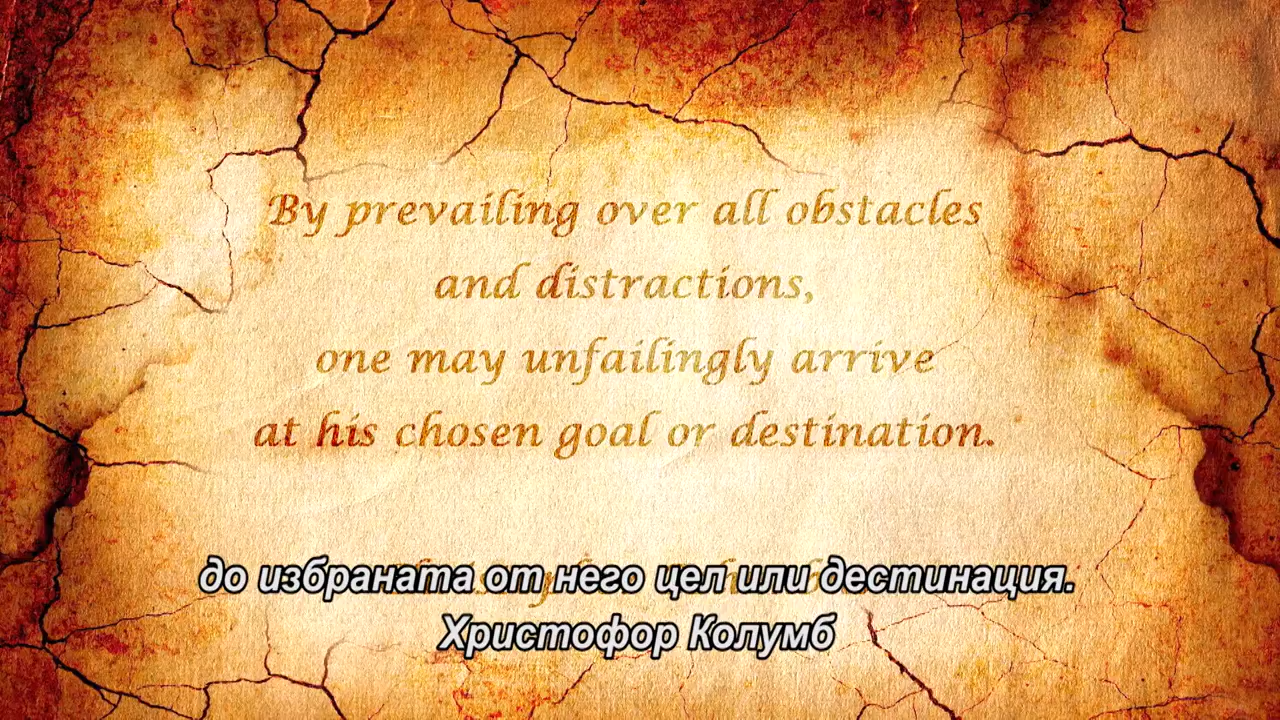 By prevailing over all obstacles
and distractions,
one may unfailingly arrive
at his chosen goal or destination.
до избраната от него цел или дестинация.
Христофор Колумб